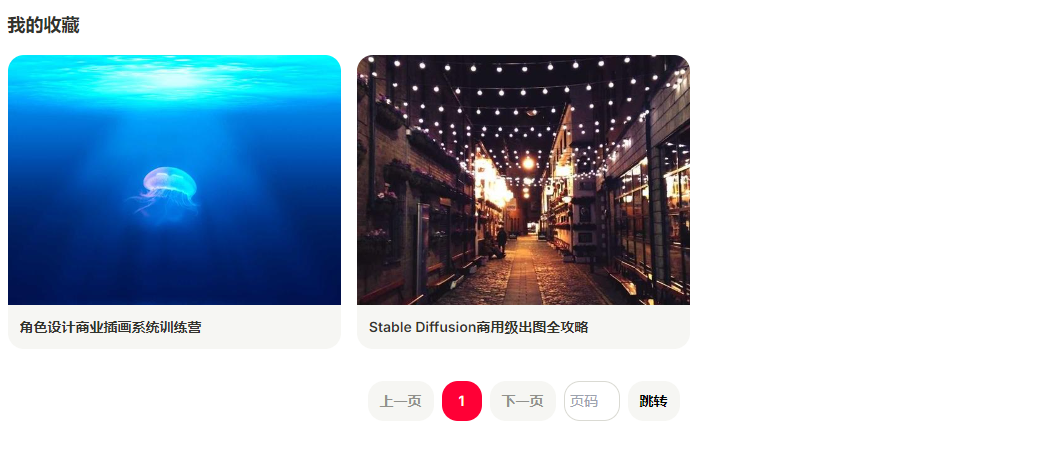 我的收藏
角色设计商业插画系统训练营
Stable Diffusion商用级出图全攻略
上一页 1 下一页 页码 跳转